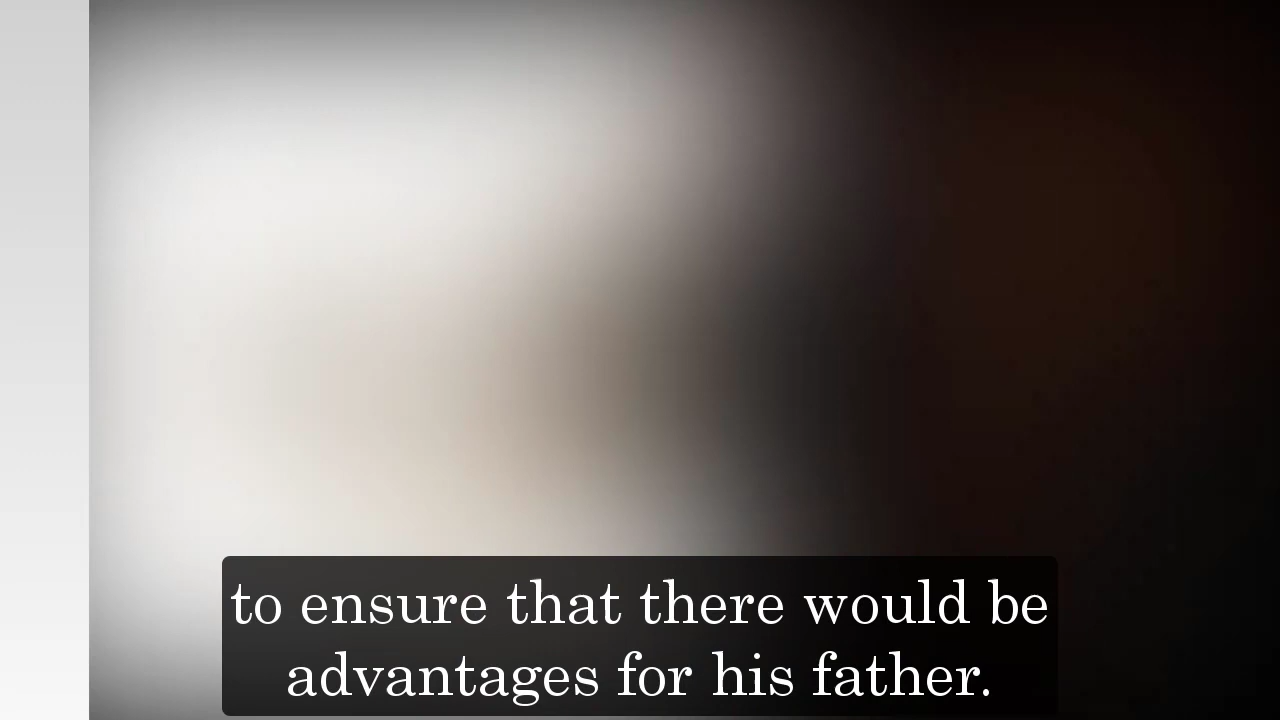 to ensure that there would be
advantages for his father.